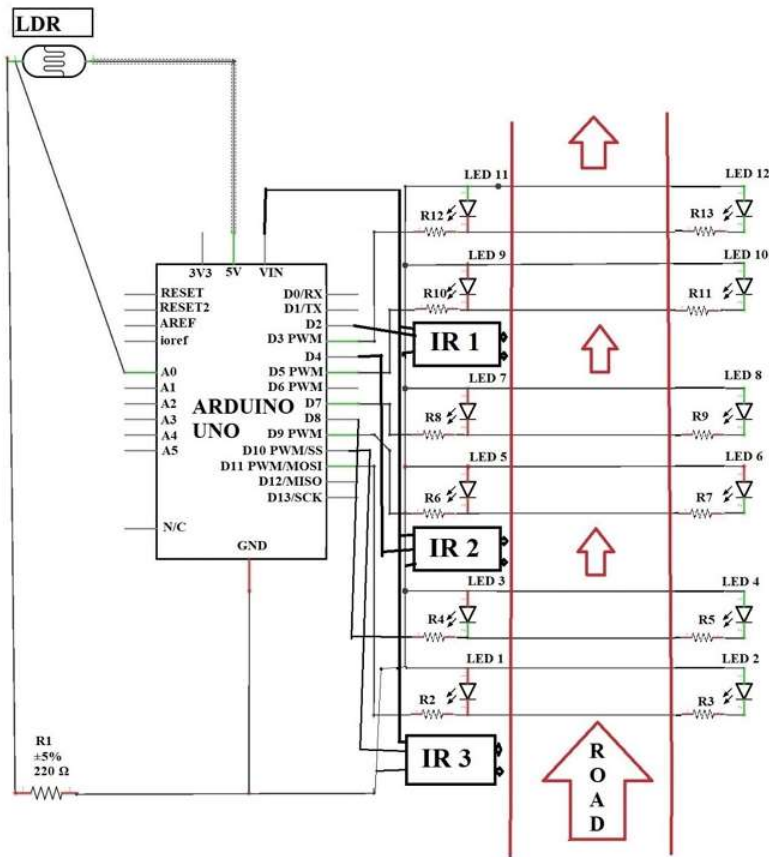 LDR
3V3
5V
VIN
RESET
RESET2
AREF
ioref
A0
A1
A2
A3
A4
A5
N/C
ARDUINO
UNO
D0/RX
D1/TX
D2
D3 PWM
D4
D5 PWM
D6 PWM
D7
D8
D9 PWM
D10 PWM/SS
D11 PWM/MOSI
D12/MISO
D13/SCK
GND
R1
±5%
220 Ω
LED 11
LED 12
R12
R13
LED 9
LED 10
R10
R11
IR 1
LED 7
LED 8
R8
R9
LED 5
LED 6
R6
R7
IR 2
LED 3
LED 4
R4
R5
LED 1
LED 2
R2
R3
IR 3
R
O
A
D